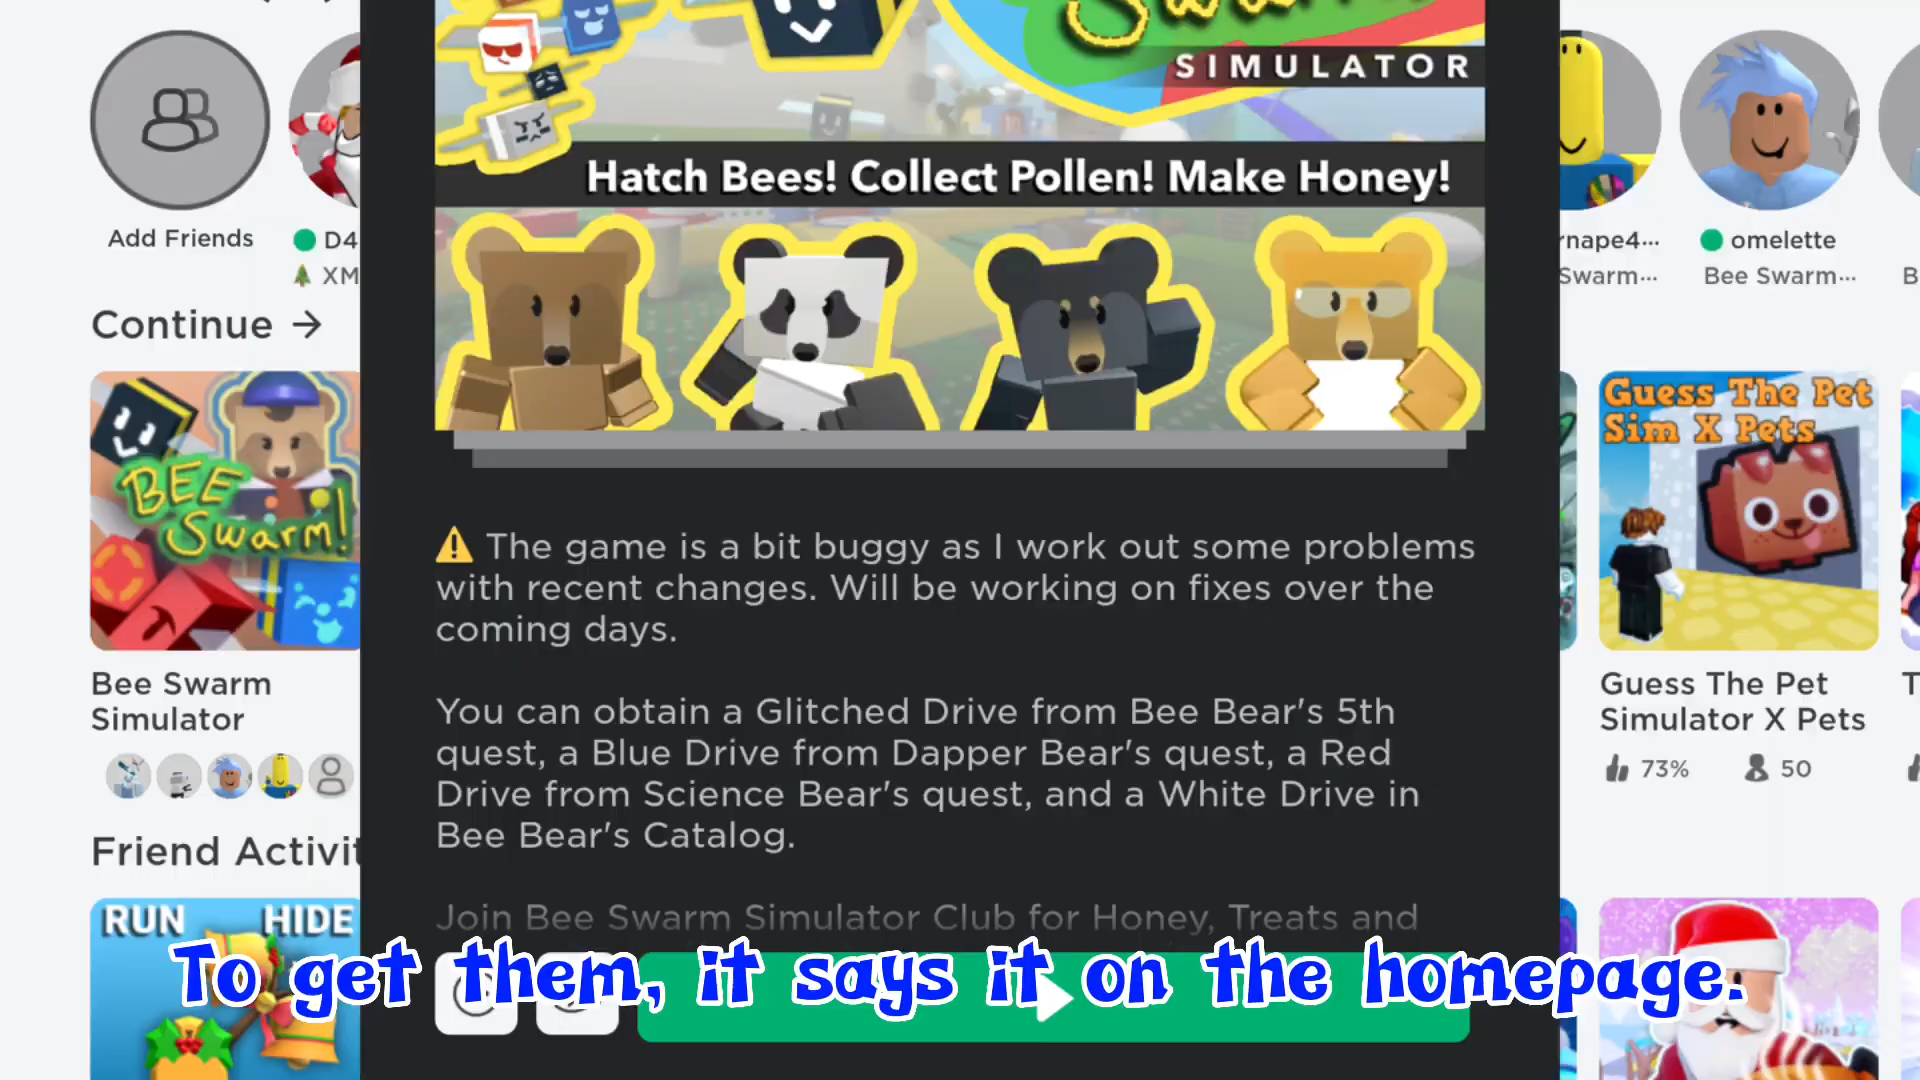 Swarm
SIMULATOR
Hatch Bees! Collect Pollen! Make Honey!
Add Friends
D4
XM
rnape4...
Swarm...
omelette
Bee Swarm...
B
Continue →
BEE
Swarm!
Guess The Pet
Sim X Pets
Bee Swarm
Simulator
Guess The Pet
Simulator X Pets
T
73%
50
⚠ The game is a bit buggy as I work out some problems
with recent changes. Will be working on fixes over the
coming days.
You can obtain a Glitched Drive from Bee Bear's 5th
quest, a Blue Drive from Dapper Bear's quest, a Red
Drive from Science Bear's quest, and a White Drive in
Bee Bear's Catalog.
Friend Activit
RUN HIDE
Join Bee Swarm Simulator Club for Honey, Treats and
To get them, it says it on the homepage.